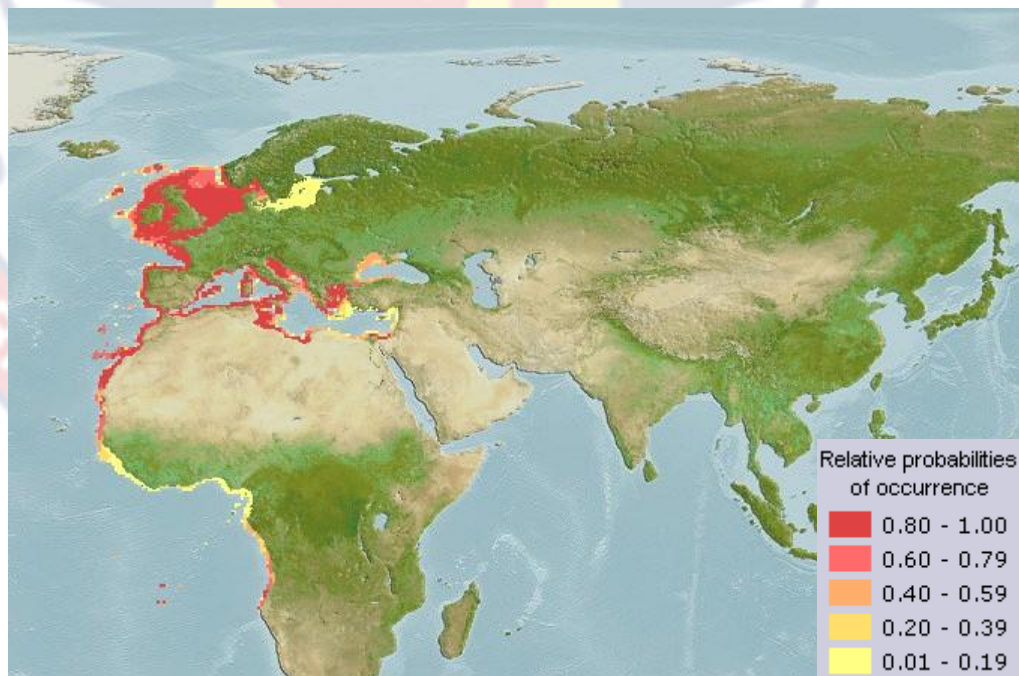 Relative probabilities
of occurrence
0.80 - 1.00
0.60 - 0.79
0.40 - 0.59
0.20 - 0.39
0.01 - 0.19